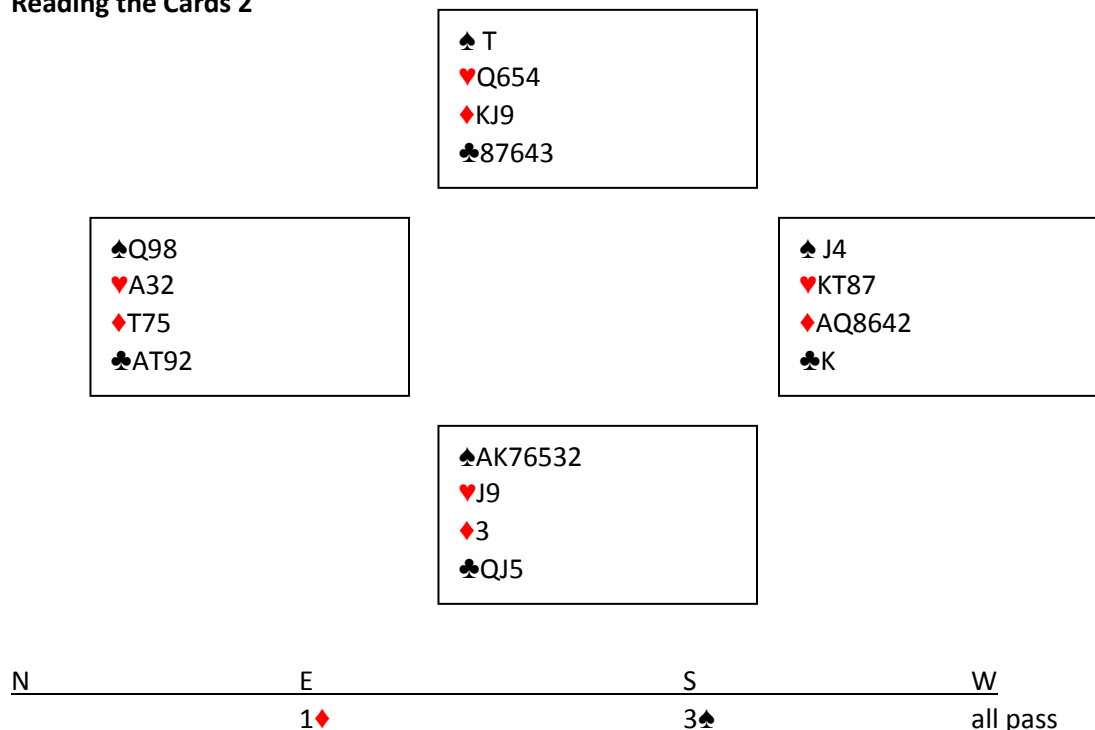 Reading the Cards 2
♠ T
♥Q654
♦KJ9
♣87643
♠Q98
♥A32
♦T75
♣AT92
♠ J4
♥KT87
♦AQ8642
♣K
♠AK76532
♥J9
♦3
♣QJ5
N E S W
1♦ 3♠ all pass